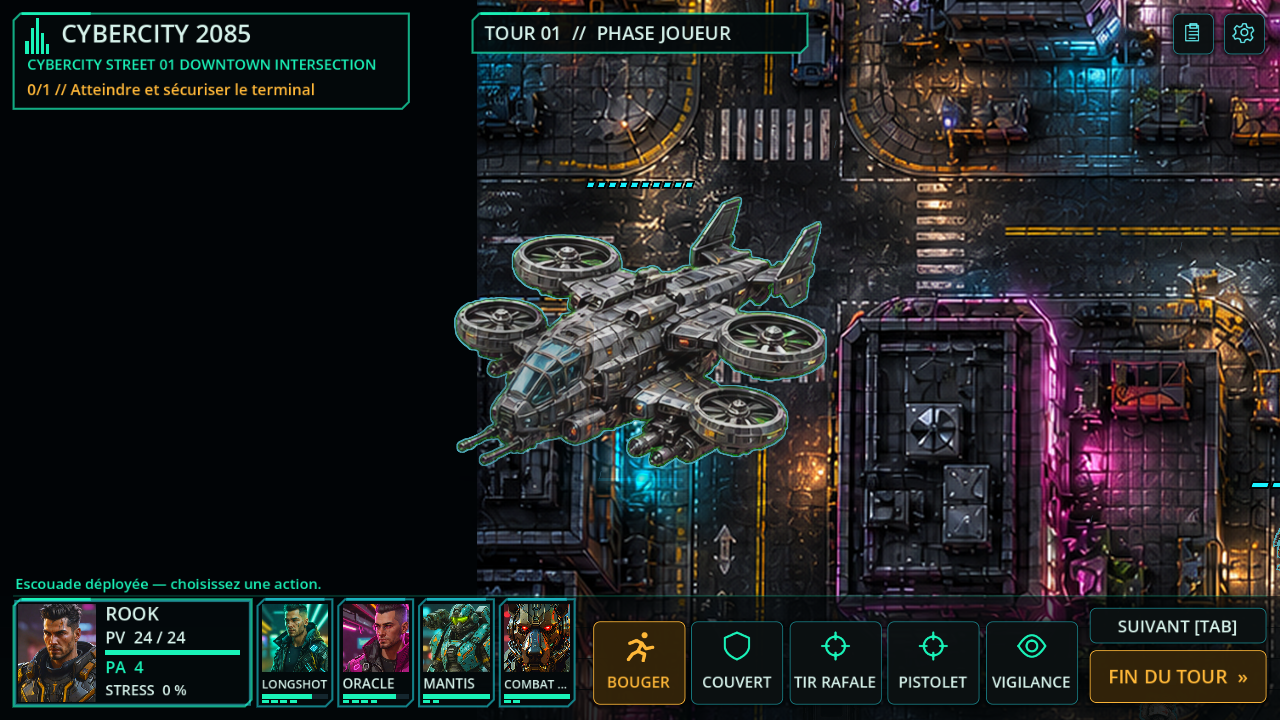 CYBERCITY 2085
CYBERCITY STREET 01 DOWNTOWN INTERSECTION
0/1 // Atteindre et sécuriser le terminal
TOUR 01 // PHASE JOUEUR
Escouade déployée — choisissez une action.
ROOK
PV 24 / 24
PA 4
STRESS 0 %
LONGSHOT
ORACLE
MANTIS
COMBAT ...
BOUGER
COUVERT
TIR RAFALE
PISTOLET
VIGILANCE
SUIVANT [TAB]
FIN DU TOUR »